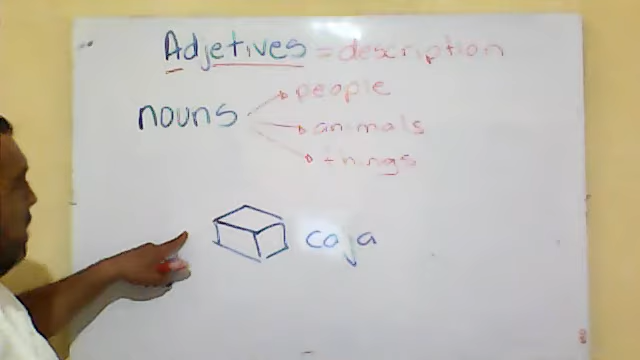 Adjetives = description
nouns
people
animals
things
caja